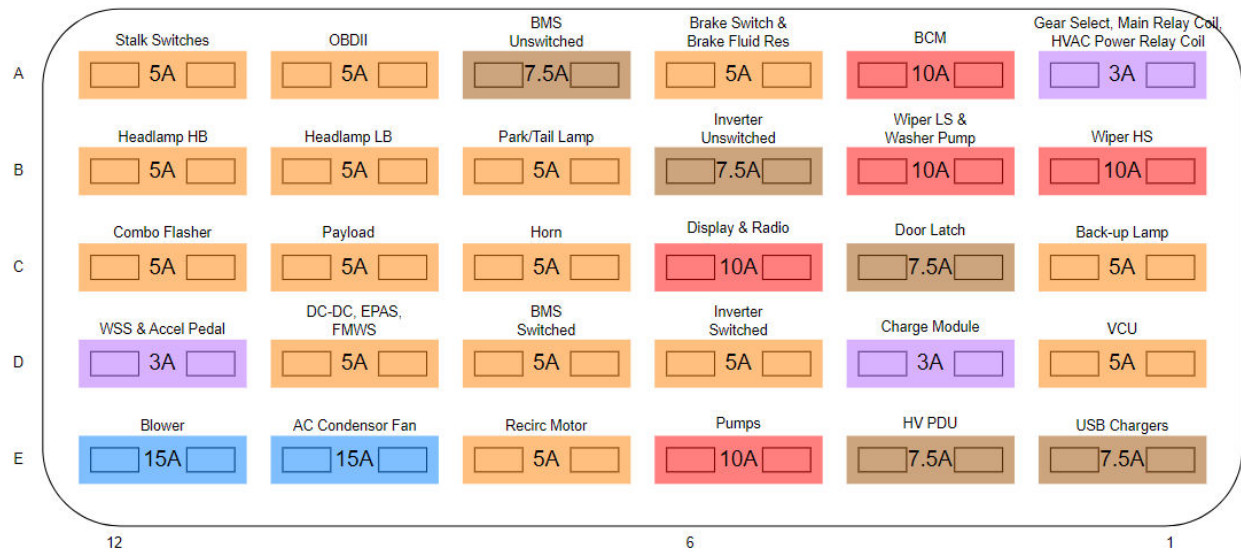 BMS
Unswitched
Brake Switch &
Brake Fluid Res
Gear Select, Main Relay Coil,
HVAC Power Relay Coil
Stalk Switches
OBDII
BCM
A
5A
5A
7.5A
5A
10A
3A
Inverter
Unswitched
Wiper LS &
Washer Pump
Headlamp HB
Headlamp LB
Park/Tail Lamp
Wiper HS
B
5A
5A
5A
7.5A
10A
10A
Combo Flasher
Payload
Horn
Display & Radio
Door Latch
Back-up Lamp
C
5A
5A
5A
10A
7.5A
5A
DC-DC, EPAS,
FMWS
BMS
Switched
Inverter
Switched
WSS & Accel Pedal
Charge Module
VCU
D
3A
5A
5A
5A
3A
5A
Blower
AC Condensor Fan
Recirc Motor
Pumps
HV PDU
USB Chargers
E
15A
15A
5A
10A
7.5A
7.5A
12
6
1